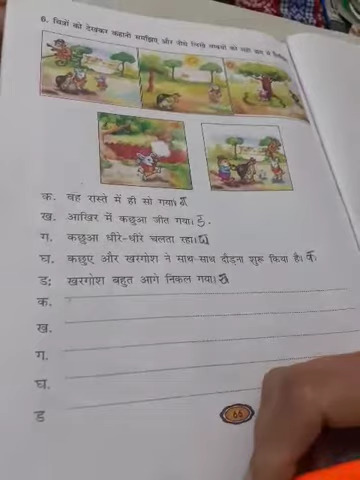 6. चित्रों को देखकर कहानी समझिए और नीचे लिखे वाक्यों को सही क्रम से
क. वह रास्ते में ही सो गया।
ख. आखिर में कछुआ जीत गया। ड.
ग. कछुआ धीरे-धीरे चलता रहा।
घ. कछुए और खरगोश ने साथ-साथ दौड़ना शुरू किया है। क
ड: खरगोश बहुत आगे निकल गया।
क.
ख.
ग.
घ.
ड
66